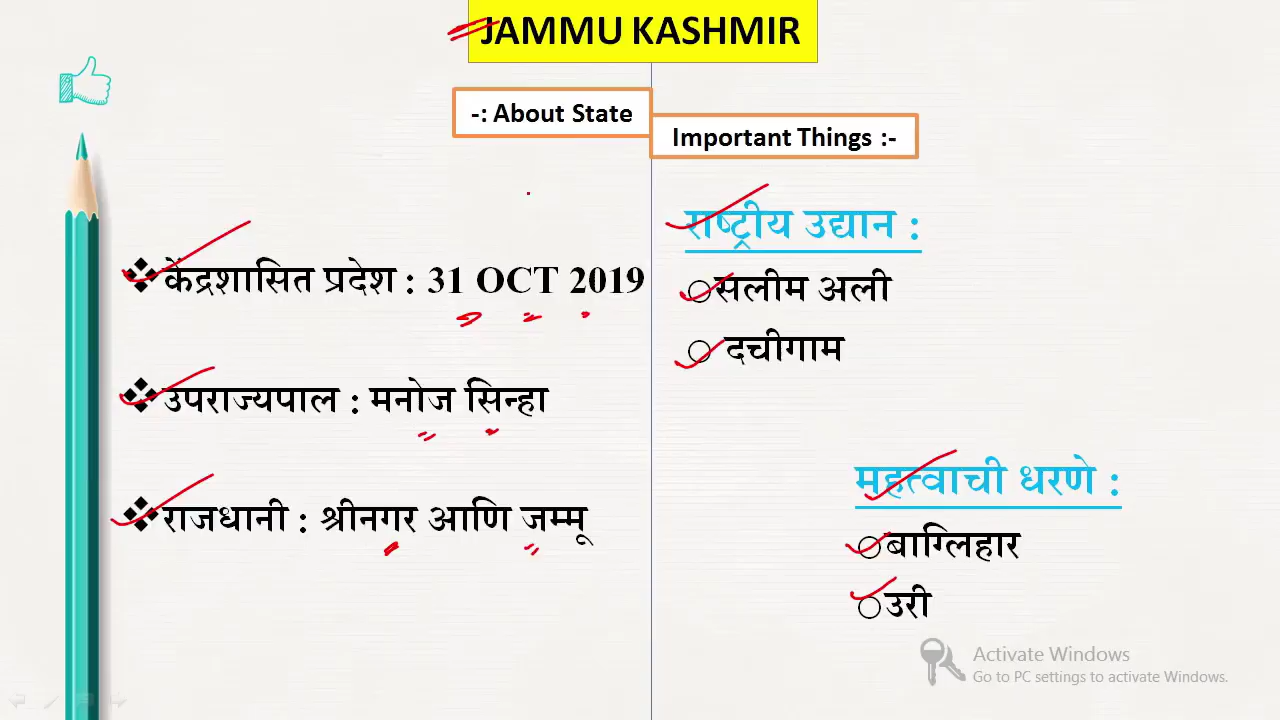 JAMMU KASHMIR
-: About State
Important Things :-
केंद्रशासित प्रदेश : 31 OCT 2019
उपराज्यपाल : मनोज सिन्हा
राजधानी : श्रीनगर आणि जम्मू
राष्ट्रीय उद्यान :
सलीम अली
दचीगाम
महत्वाची धरणे :
बाग्लिहार
उरी
Activate Windows
Go to PC settings to activate Windows.